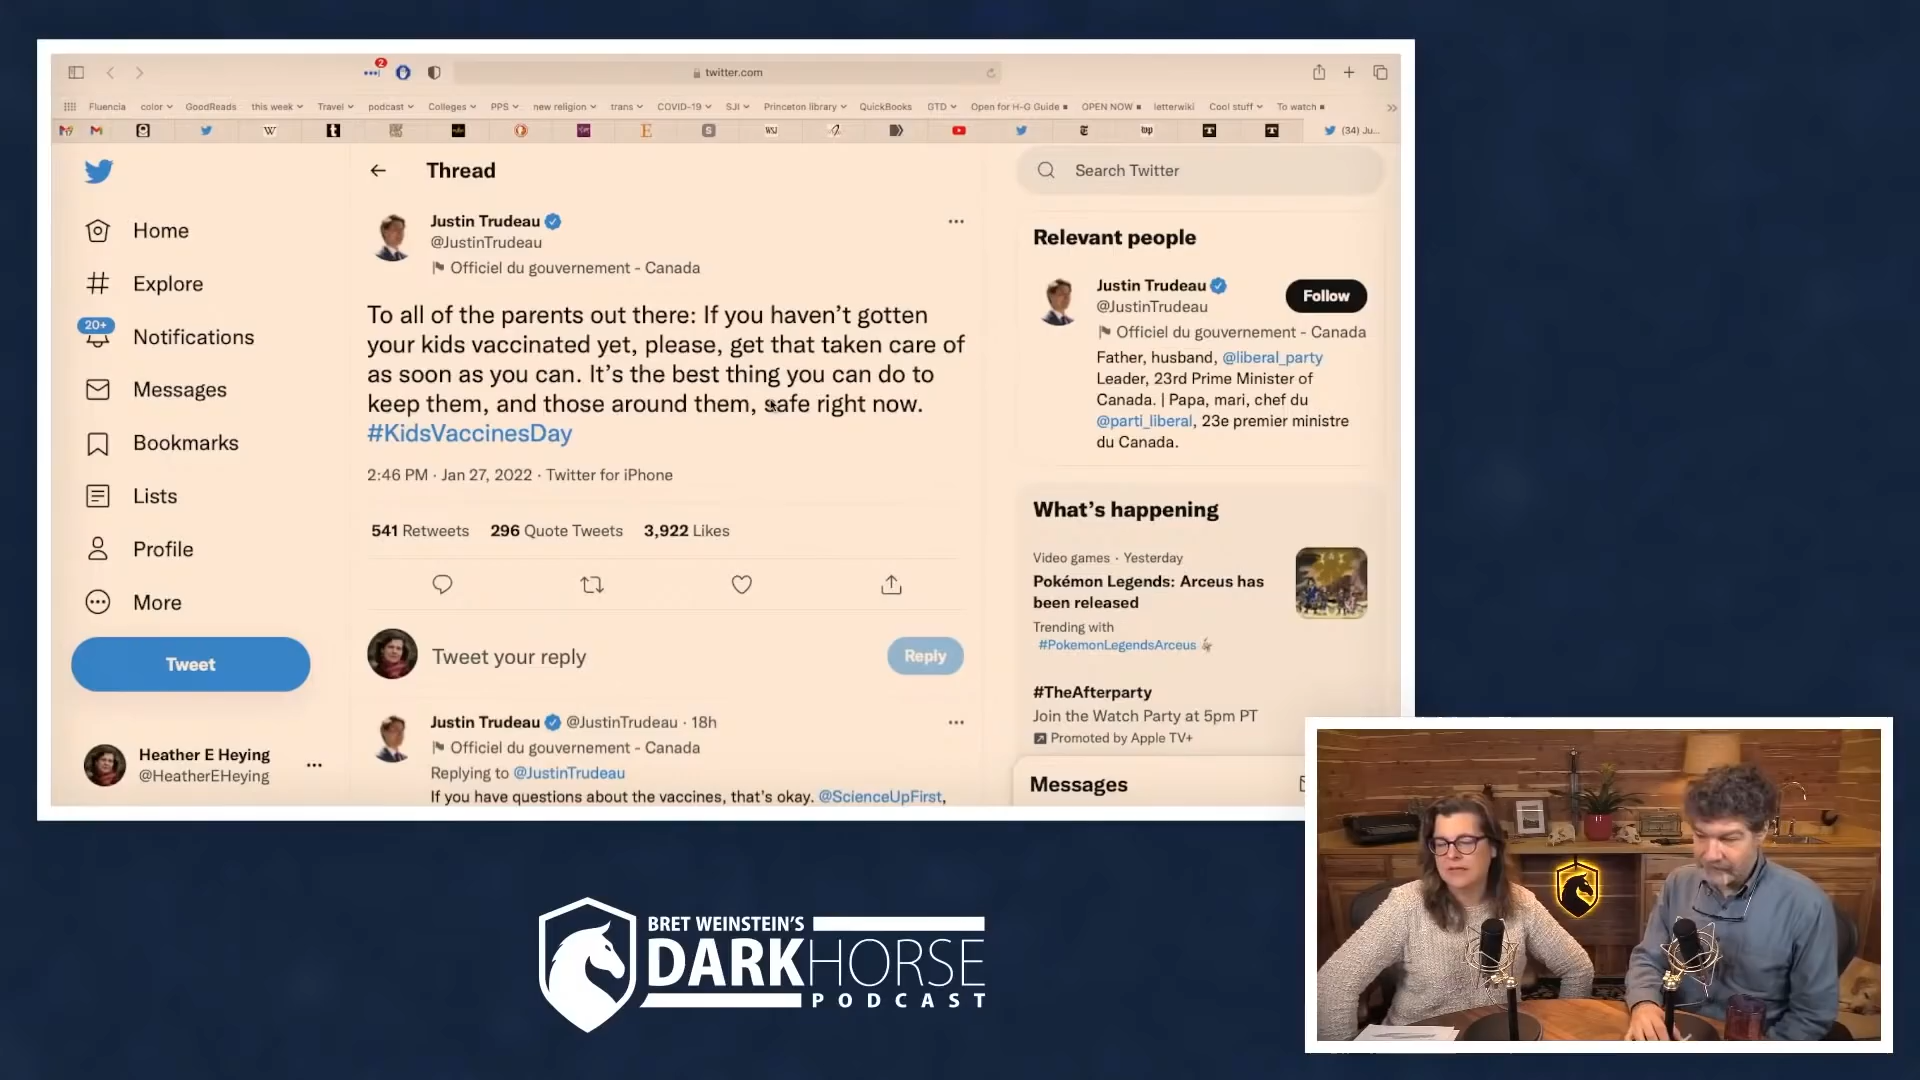 2
twitter.com
Fluencia color GoodReads this week Travel podcast Colleges PPS new religion trans COVID-19 SJI Princeton library QuickBooks GTD Open for H-G Guide OPEN NOW letterwiki Cool stuff To watch
(34) Ju...
Thread
Search Twitter
Home
Explore
20+
Notifications
Messages
Bookmarks
Lists
Profile
More
Tweet
Heather E Heying
@HeatherEHeying
Justin Trudeau
@JustinTrudeau
Officiel du gouvernement - Canada
To all of the parents out there: If you haven’t gotten
your kids vaccinated yet, please, get that taken care of
as soon as you can. It’s the best thing you can do to
keep them, and those around them, safe right now.
#KidsVaccinesDay
2:46 PM · Jan 27, 2022 · Twitter for iPhone
541 Retweets 296 Quote Tweets 3,922 Likes
Tweet your reply
Reply
Justin Trudeau @JustinTrudeau · 18h
Officiel du gouvernement - Canada
Replying to @JustinTrudeau
If you have questions about the vaccines, that’s okay. @ScienceUpFirst,
Relevant people
Justin Trudeau
@JustinTrudeau
Follow
Officiel du gouvernement - Canada
Father, husband, @liberal_party
Leader, 23rd Prime Minister of
Canada. | Papa, mari, chef du
@parti_liberal, 23e premier ministre
du Canada.
What’s happening
Video games · Yesterday
Pokémon Legends: Arceus has
been released
Trending with
#PokemonLegendsArceus
#TheAfterparty
Join the Watch Party at 5pm PT
Promoted by Apple TV+
Messages
BRET WEINSTEIN'S
DARKHORSE
PODCAST